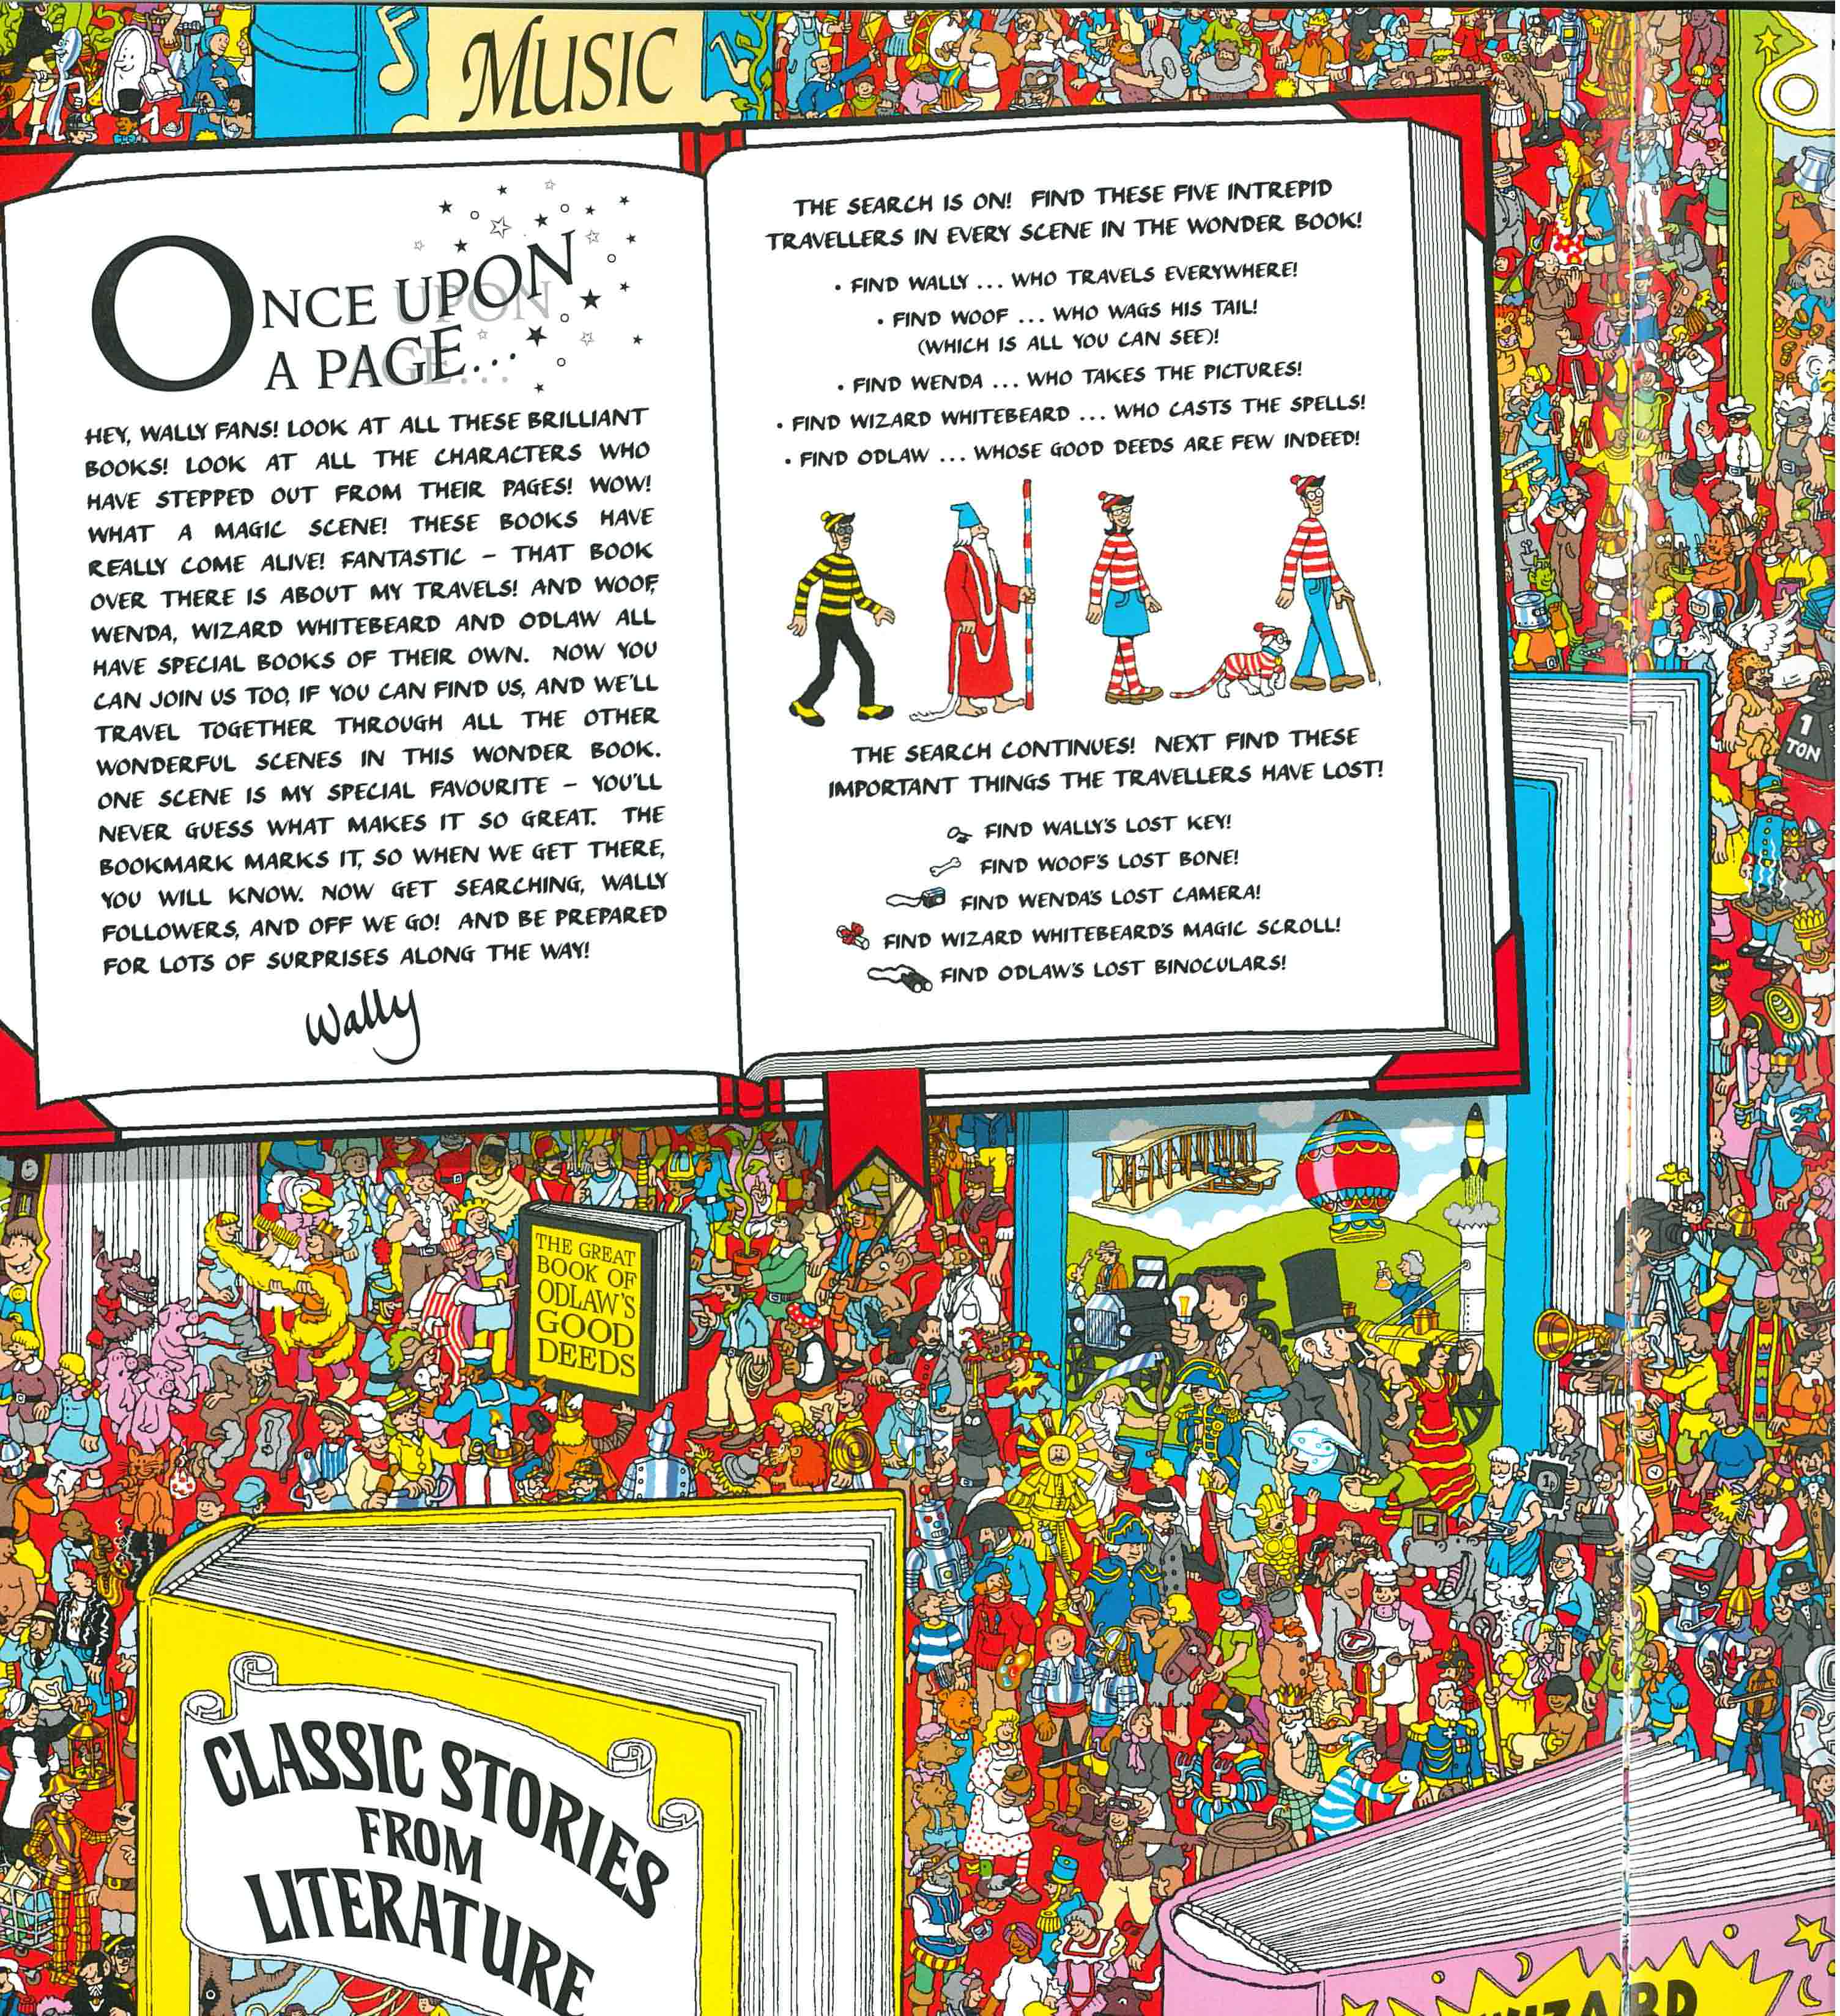 MUSIC
ONCE UPON
A PAGE...
HEY, WALLY FANS! LOOK AT ALL THESE BRILLIANT
BOOKS! LOOK AT ALL THE CHARACTERS WHO
HAVE STEPPED OUT FROM THEIR PAGES! WOW!
WHAT A MAGIC SCENE! THESE BOOKS HAVE
REALLY COME ALIVE! FANTASTIC – THAT BOOK
OVER THERE IS ABOUT MY TRAVELS! AND WOOF,
WENDA, WIZARD WHITEBEARD AND ODLAW ALL
HAVE SPECIAL BOOKS OF THEIR OWN. NOW YOU
CAN JOIN US TOO, IF YOU CAN FIND US, AND WE'LL
TRAVEL TOGETHER THROUGH ALL THE OTHER
WONDERFUL SCENES IN THIS WONDER BOOK.
ONE SCENE IS MY SPECIAL FAVOURITE – YOU'LL
NEVER GUESS WHAT MAKES IT SO GREAT. THE
BOOKMARK MARKS IT, SO WHEN WE GET THERE,
YOU WILL KNOW. NOW GET SEARCHING, WALLY
FOLLOWERS, AND OFF WE GO! AND BE PREPARED
FOR LOTS OF SURPRISES ALONG THE WAY!
Wally
THE SEARCH IS ON! FIND THESE FIVE INTREPID
TRAVELLERS IN EVERY SCENE IN THE WONDER BOOK!
• FIND WALLY ... WHO TRAVELS EVERYWHERE!
• FIND WOOF ... WHO WAGS HIS TAIL!
(WHICH IS ALL YOU CAN SEE)!
• FIND WENDA ... WHO TAKES THE PICTURES!
• FIND WIZARD WHITEBEARD ... WHO CASTS THE SPELLS!
• FIND ODLAW ... WHOSE GOOD DEEDS ARE FEW INDEED!
THE SEARCH CONTINUES! NEXT FIND THESE
IMPORTANT THINGS THE TRAVELLERS HAVE LOST!
FIND WALLY'S LOST KEY!
FIND WOOF'S LOST BONE!
FIND WENDA'S LOST CAMERA!
FIND WIZARD WHITEBEARD'S MAGIC SCROLL!
FIND ODLAW'S LOST BINOCULARS!
1
TON
THE GREAT
BOOK OF
ODLAW'S
GOOD
DEEDS
1p
CLASSIC STORIES
FROM
LITERATURE
WIZARD